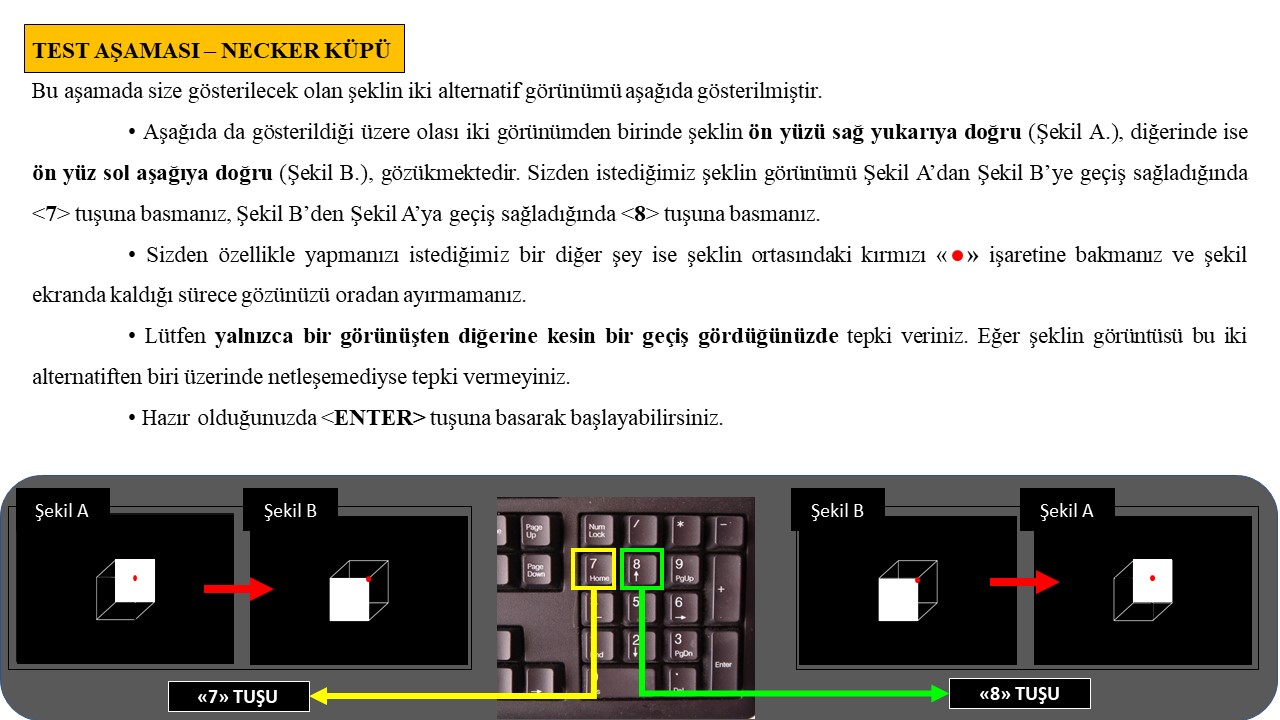 TEST AŞAMASI – NECKER KÜPÜ
Bu aşamada size gösterilecek olan şeklin iki alternatif görünümü aşağıda gösterilmiştir.
• Aşağıda da gösterildiği üzere olası iki görünümden birinde şeklin ön yüzü sağ yukarıya doğru (Şekil A.), diğerinde ise
ön yüz sol aşağıya doğru (Şekil B.), gözükmektedir. Sizden istediğimiz şeklin görünümü Şekil A’dan Şekil B’ye geçiş sağladığında
<7> tuşuna basmanız, Şekil B’den Şekil A’ya geçiş sağladığında <8> tuşuna basmanız.
• Sizden özellikle yapmanızı istediğimiz bir diğer şey ise şeklin ortasındaki kırmızı «●» işaretine bakmanız ve şekil
ekranda kaldığı sürece gözünüzü oradan ayırmamanız.
• Lütfen yalnızca bir görünüşten diğerine kesin bir geçiş gördüğünüzde tepki veriniz. Eğer şeklin görüntüsü bu iki
alternatiften biri üzerinde netleşemediyse tepki vermeyiniz.
• Hazır olduğunuzda <ENTER> tuşuna basarak başlayabilirsiniz.
Şekil A
Şekil B
Page Up
Num Lock
/
*
–
Page Down
7 Home
8 ↑
9 PgUp
+
5
6 →
2 ↓
3 PgDn
Enter
→
.
Şekil B
Şekil A
«7» TUŞU
«8» TUŞU